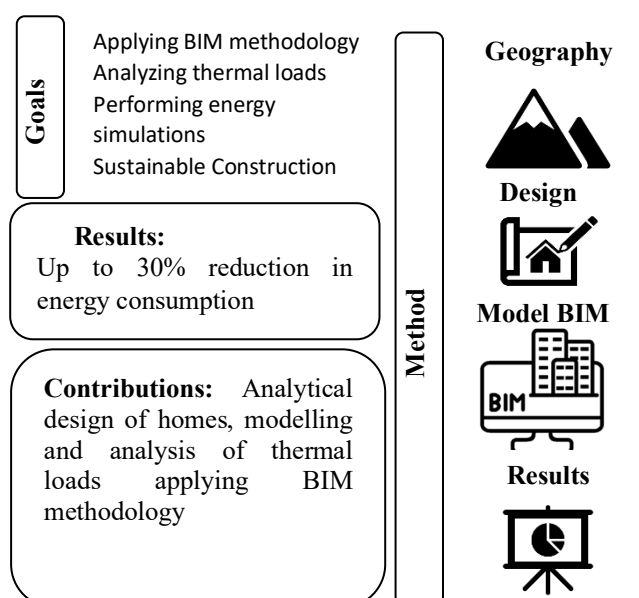 Goals
Applying BIM methodology
Analyzing thermal loads
Performing energy
simulations
Sustainable Construction
Results:
Up to 30% reduction in
energy consumption
Contributions: Analytical
design of homes, modelling
and analysis of thermal
loads applying BIM
methodology
Method
Geography
Design
Model BIM
BIM
Results